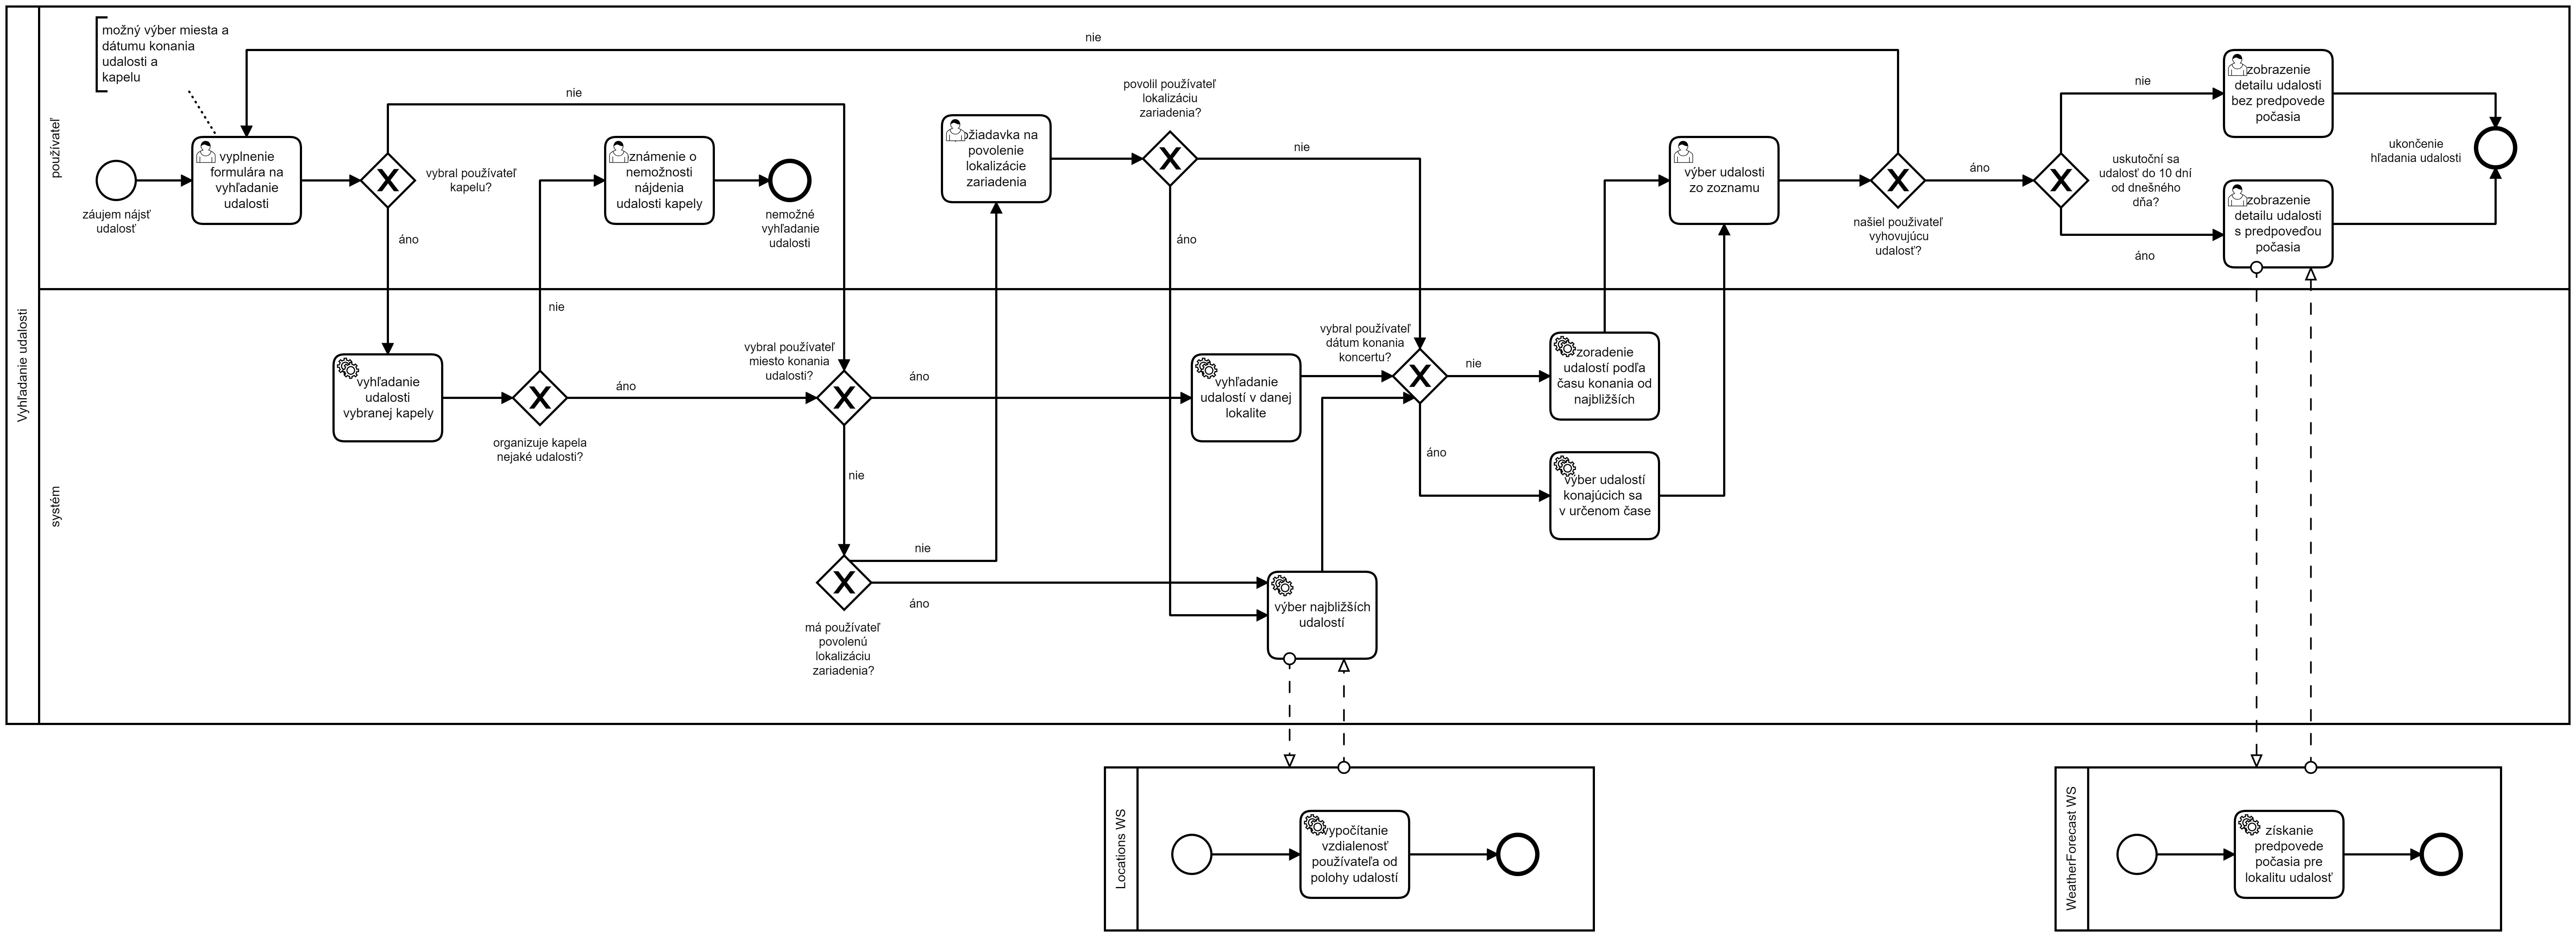 možný výber miesta a
dátumu konania
udalosti a
kapelu
Vyhľadanie udalosti
používateľ
záujem nájsť
udalosť
vyplnenie
formulára na
vyhľadanie
udalosti
nie
vybral používateľ
kapelu?
áno
známenie o
nemožnosti
nájdenia
udalosti kapely
nemožné
vyhľadanie
udalosti
nie
žiadavka na
povolenie
lokalizácie
zariadenia
povolil používateľ
lokalizáciu
zariadenia?
nie
áno
výber udalosti
zo zoznamu
nie
našiel použivateľ
vyhovujúcu
udalosť?
áno
uskutoční sa
udalosť do 10 dní
od dnešného
dňa?
nie
áno
zobrazenie
detailu udalosti
bez predpovede
počasia
zobrazenie
detailu udalosti
s predpoveďou
počasia
ukončenie
hľadania udalosti
systém
vyhľadanie
udalosti
vybranej kapely
nie
organizuje kapela
nejaké udalosti?
áno
vybral používateľ
miesto konania
udalosti?
áno
nie
má používateľ
povolenú
lokalizáciu
zariadenia?
nie
áno
vyhľadanie
udalostí v danej
lokalite
výber najbližších
udalostí
vybral používateľ
dátum konania
koncertu?
nie
áno
zoradenie
udalostí podľa
času konania od
najbližších
výber udalostí
konajúcich sa
v určenom čase
Locations WS
vypočítanie
vzdialenosť
používateľa od
polohy udalostí
WeatherForecast WS
získanie
predpovede
počasia pre
lokalitu udalosť